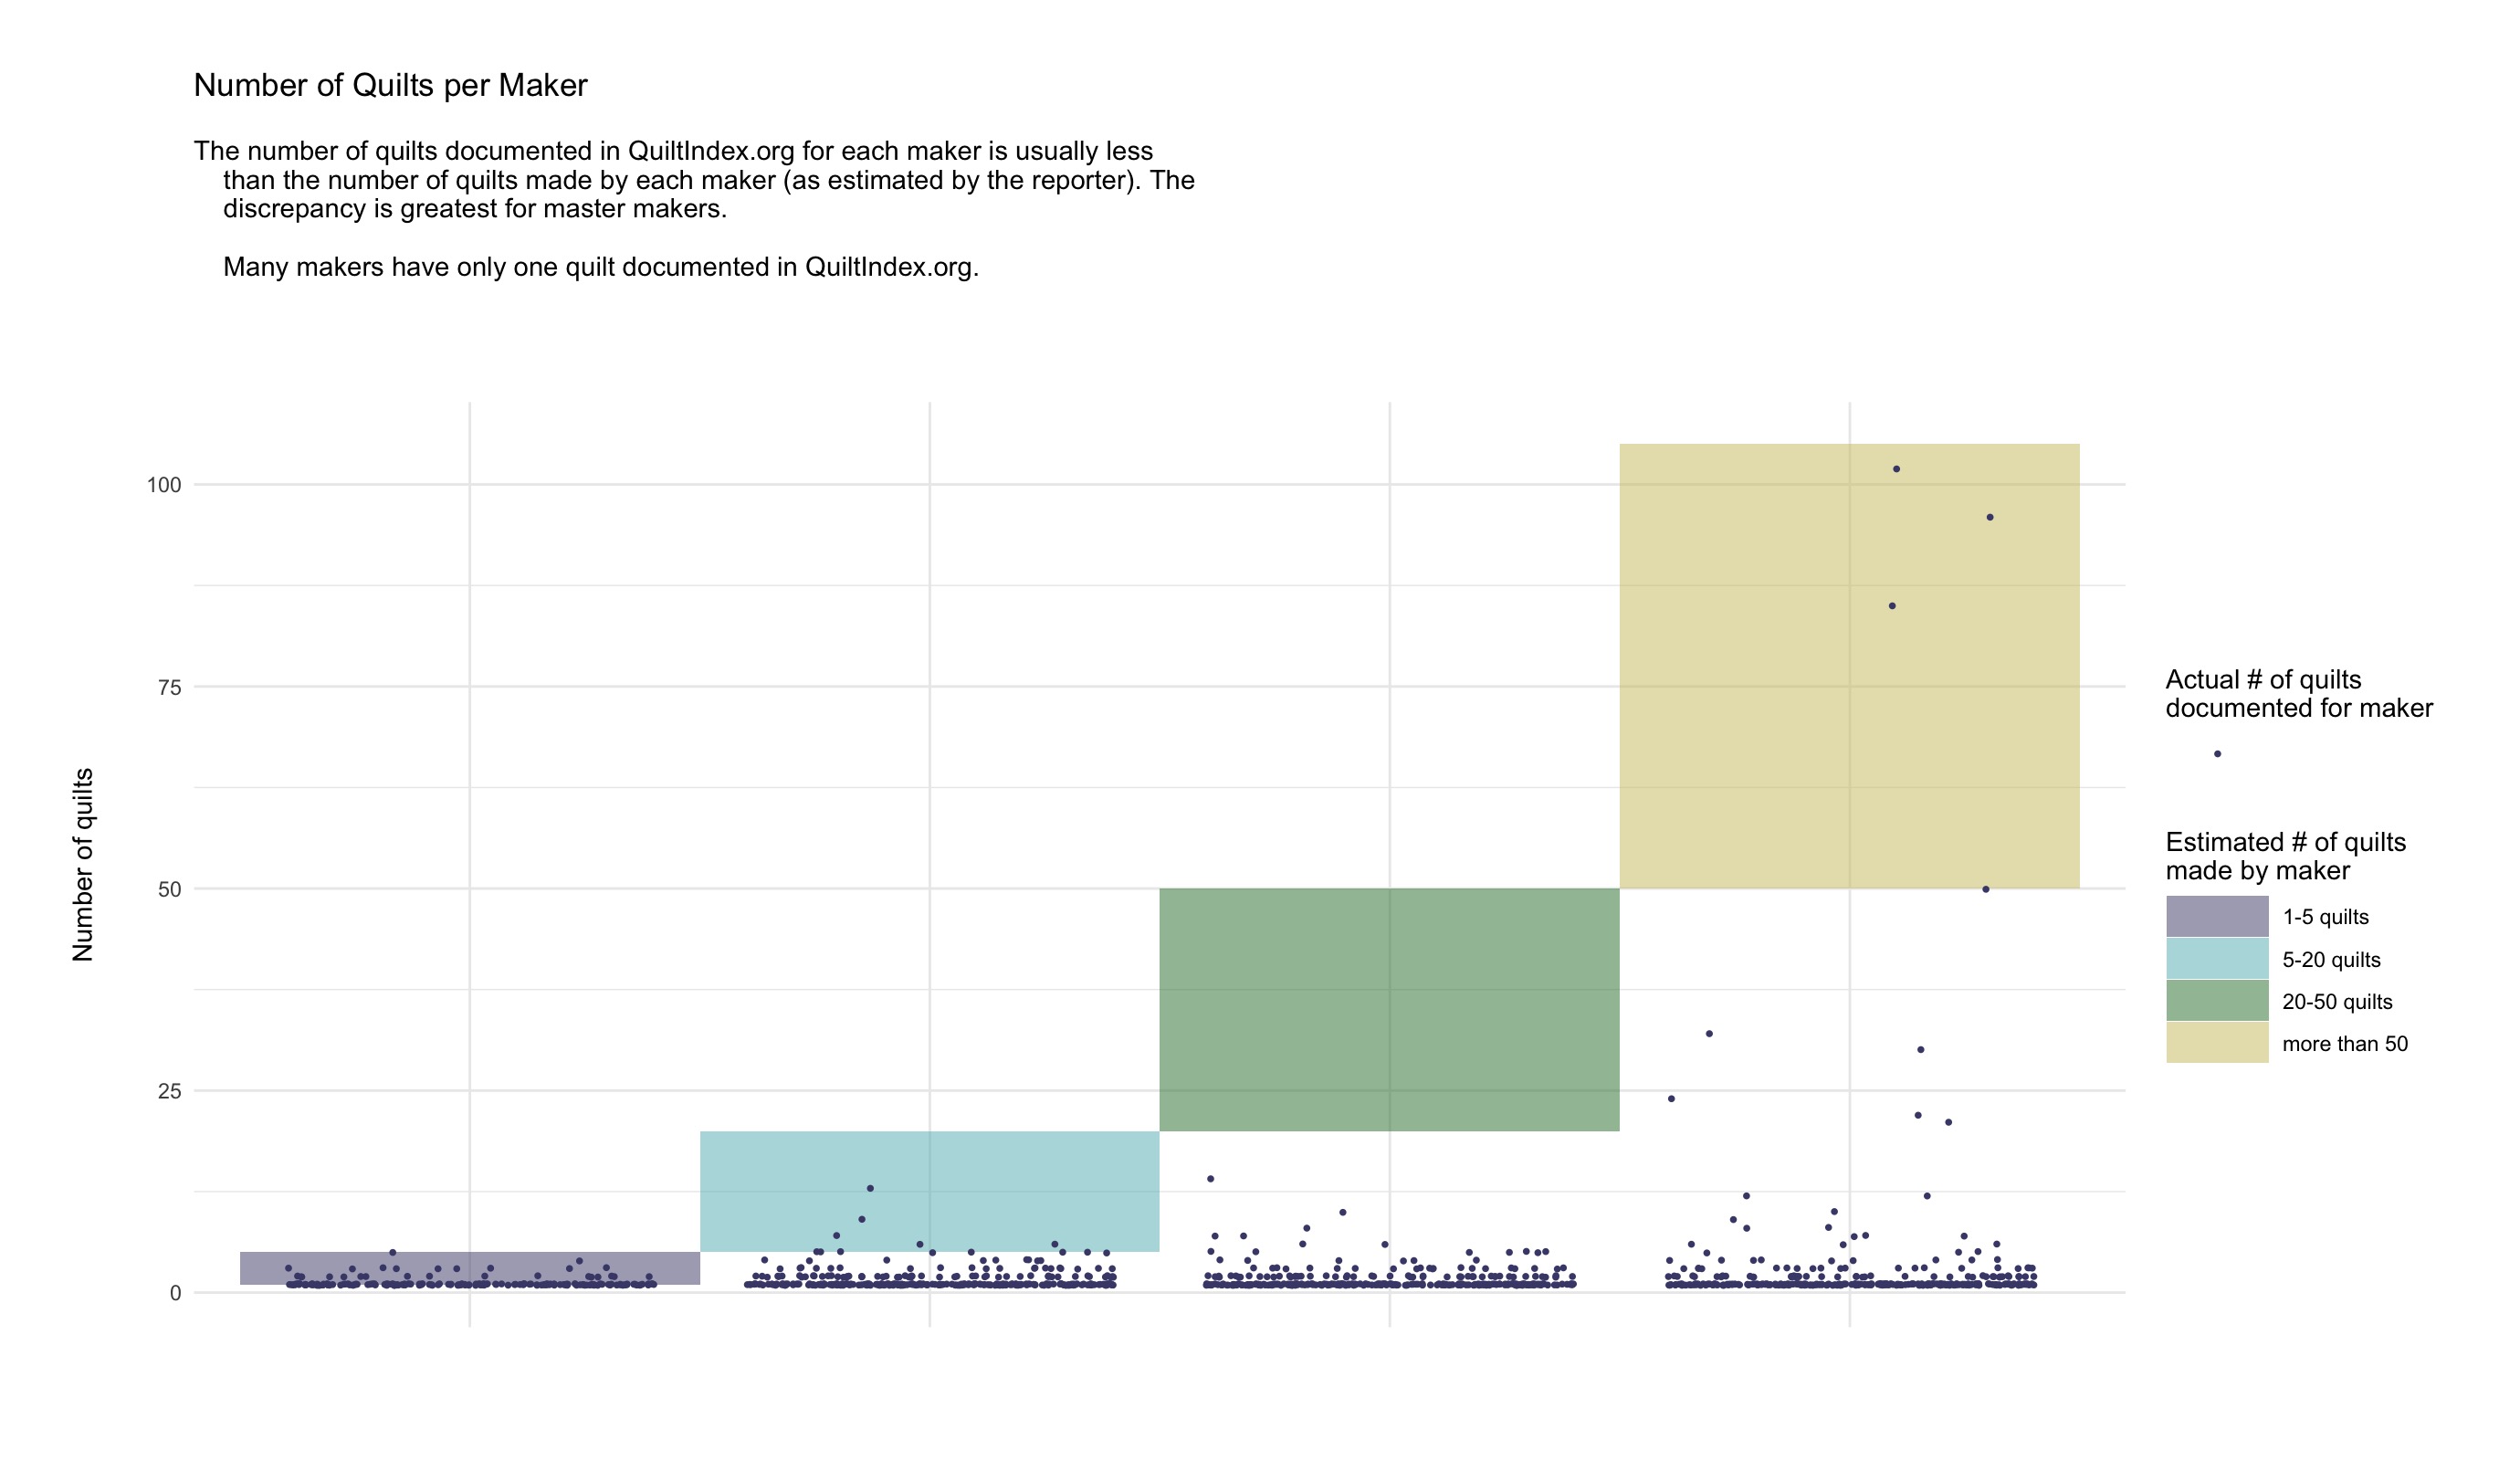 Number of Quilts per Maker
The number of quilts documented in QuiltIndex.org for each maker is usually less
than the number of quilts made by each maker (as estimated by the reporter). The
discrepancy is greatest for master makers.
Many makers have only one quilt documented in QuiltIndex.org.
Number of quilts
100
75
50
25
0
Actual # of quilts
documented for maker
Estimated # of quilts
made by maker
1-5 quilts
5-20 quilts
20-50 quilts
more than 50